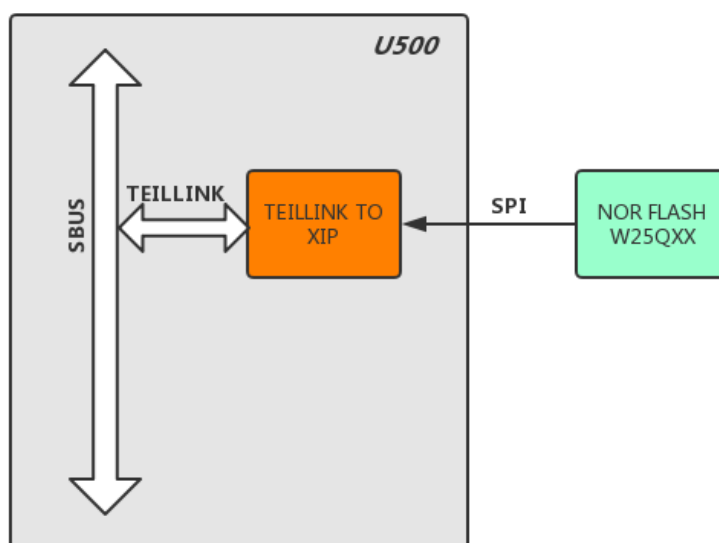 U500
SBUS
TEILLINK
TEILLINK TO
XIP
SPI
NOR FLASH
W25QXX